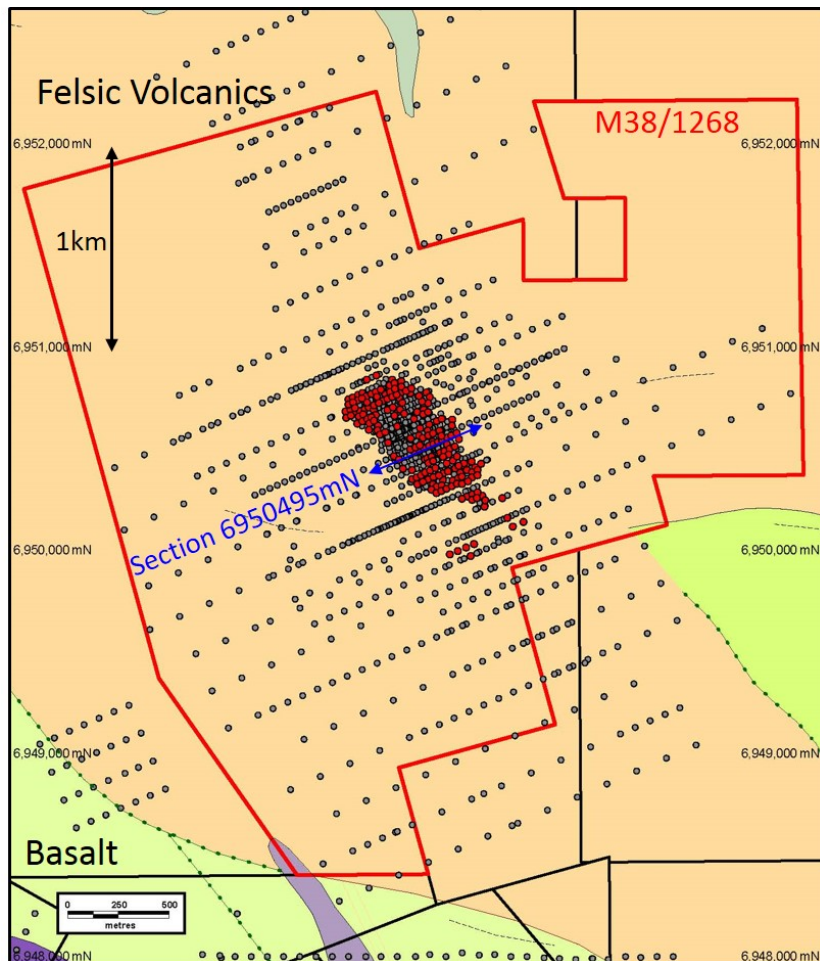 Felsic Volcanics
M38/1268
6,952,000 mN
6,952,000 mN
1km
6,951,000 mN
6,951,000 mN
Section 6950495mN
6,950,000 mN
6,950,000 mN
6,949,000 mN
6,949,000 mN
Basalt
0 250 500
metres
6,948,000 mN
6,948,000 mN